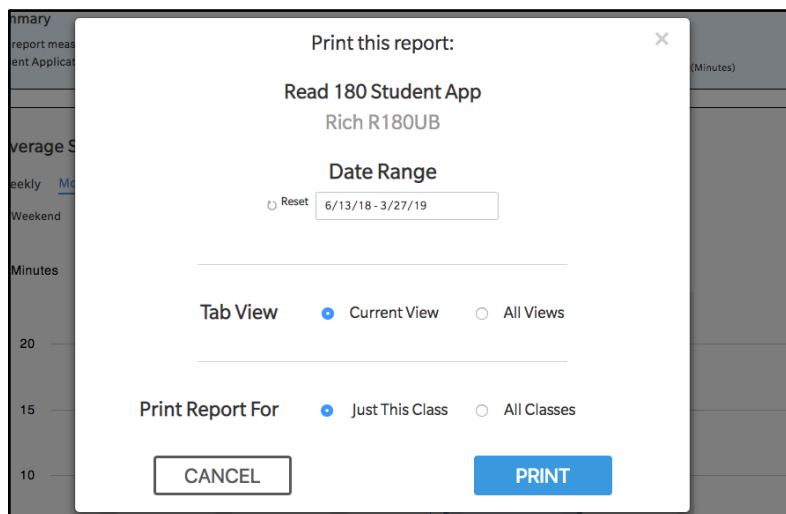 nmary
Print this report:
report meas
ent Applicat
(Minutes)
Read 180 Student App
Rich R180UB
verage S
Date Range
eekly Mo
Reset 6/13/18 - 3/27/19
Weekend
Minutes
Tab View Current View All Views
20
Print Report For Just This Class All Classes
15
10
CANCEL PRINT